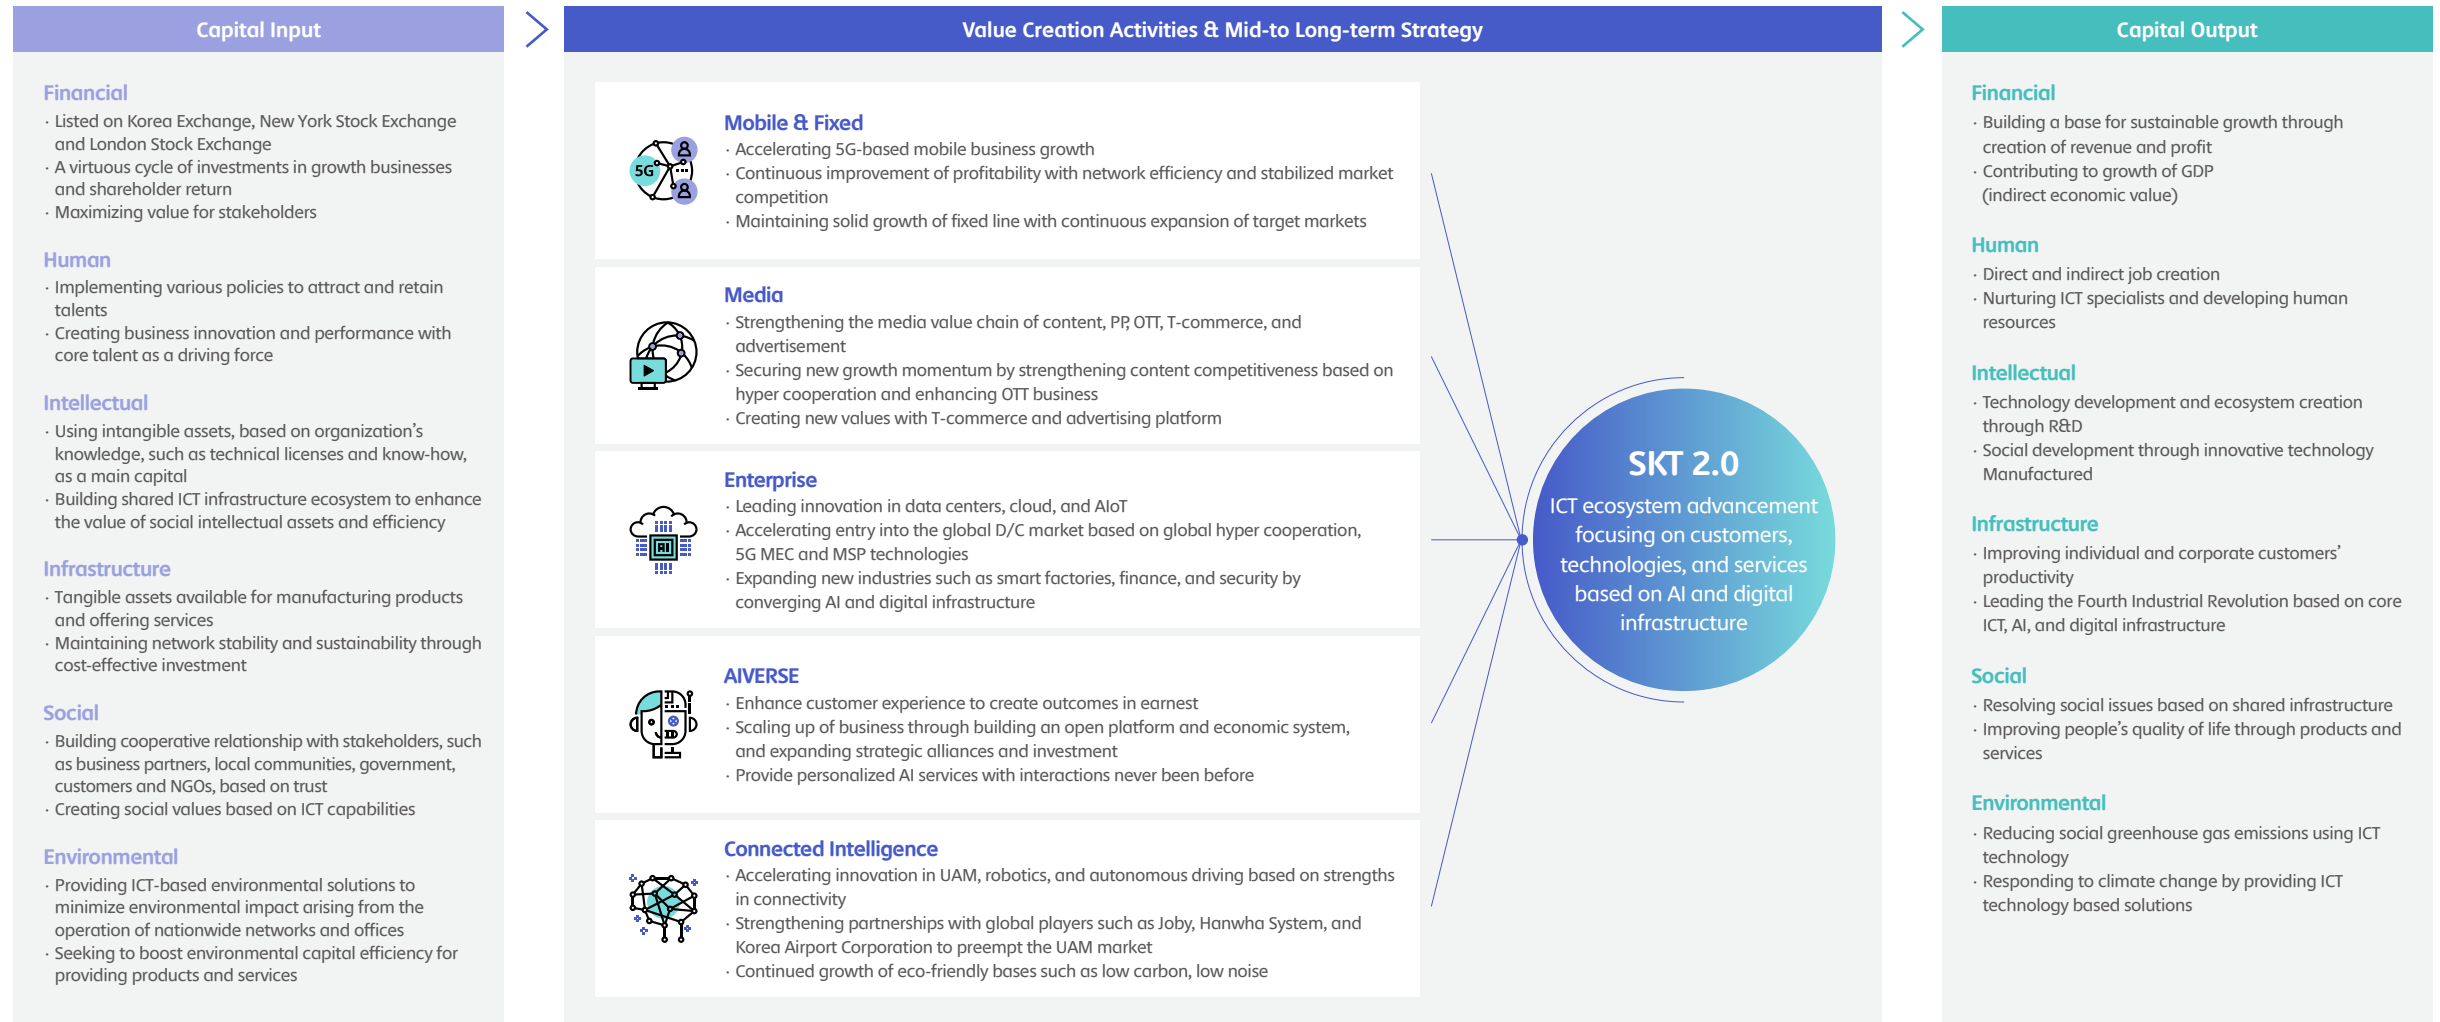 Capital Input
Financial
· Listed on Korea Exchange, New York Stock Exchange
and London Stock Exchange
· A virtuous cycle of investments in growth businesses
and shareholder return
· Maximizing value for stakeholders
Human
· Implementing various policies to attract and retain
talents
· Creating business innovation and performance with
core talent as a driving force
Intellectual
· Using intangible assets, based on organization's
knowledge, such as technical licenses and know-how,
as a main capital
· Building shared ICT infrastructure ecosystem to enhance
the value of social intellectual assets and efficiency
Infrastructure
· Tangible assets available for manufacturing products
and offering services
· Maintaining network stability and sustainability through
cost-effective investment
Social
· Building cooperative relationship with stakeholders, such
as business partners, local communities, government,
customers and NGOs, based on trust
· Creating social values based on ICT capabilities
Environmental
· Providing ICT-based environmental solutions to
minimize environmental impact arising from the
operation of nationwide networks and offices
· Seeking to boost environmental capital efficiency for
providing products and services
Value Creation Activities & Mid-to Long-term Strategy
5G
Mobile & Fixed
· Accelerating 5G-based mobile business growth
· Continuous improvement of profitability with network efficiency and stabilized market
competition
· Maintaining solid growth of fixed line with continuous expansion of target markets
Media
· Strengthening the media value chain of content, PP, OTT, T-commerce, and
advertisement
· Securing new growth momentum by strengthening content competitiveness based on
hyper cooperation and enhancing OTT business
· Creating new values with T-commerce and advertising platform
AI
Enterprise
· Leading innovation in data centers, cloud, and AIoT
· Accelerating entry into the global D/C market based on global hyper cooperation,
5G MEC and MSP technologies
· Expanding new industries such as smart factories, finance, and security by
converging AI and digital infrastructure
AIVERSE
· Enhance customer experience to create outcomes in earnest
· Scaling up of business through building an open platform and economic system,
and expanding strategic alliances and investment
· Provide personalized AI services with interactions never been before
Connected Intelligence
· Accelerating innovation in UAM, robotics, and autonomous driving based on strengths
in connectivity
· Strengthening partnerships with global players such as Joby, Hanwha System, and
Korea Airport Corporation to preempt the UAM market
· Continued growth of eco-friendly bases such as low carbon, low noise
SKT 2.0
ICT ecosystem advancement
focusing on customers,
technologies, and services
based on AI and digital
infrastructure
Capital Output
Financial
· Building a base for sustainable growth through
creation of revenue and profit
· Contributing to growth of GDP
(indirect economic value)
Human
· Direct and indirect job creation
· Nurturing ICT specialists and developing human
resources
Intellectual
· Technology development and ecosystem creation
through R&D
· Social development through innovative technology
Manufactured
Infrastructure
· Improving individual and corporate customers'
productivity
· Leading the Fourth Industrial Revolution based on core
ICT, AI, and digital infrastructure
Social
· Resolving social issues based on shared infrastructure
· Improving people's quality of life through products and
services
Environmental
· Reducing social greenhouse gas emissions using ICT
technology
· Responding to climate change by providing ICT
technology based solutions